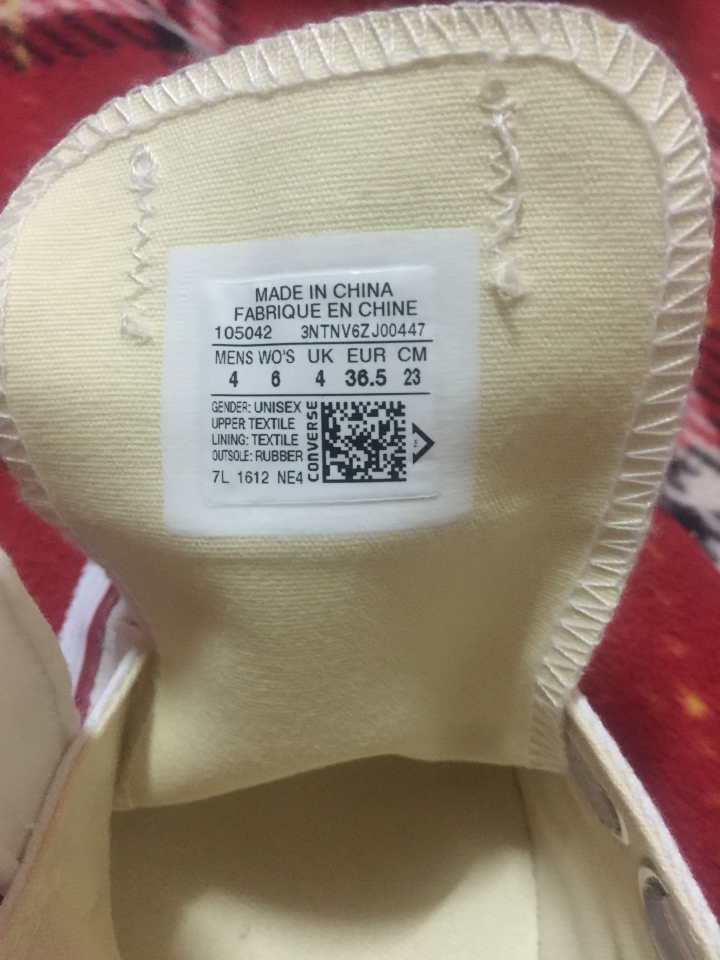 MADE IN CHINA
FABRIQUE EN CHINE
105042 3NTNV6ZJ00447
MENS WO'S UK EUR CM
4 6 4 36.5 23
GENDER: UNISEX
UPPER TEXTILE
LINING: TEXTILE
OUTSOLE: RUBBER
7L 1612 NE4
CONVERSE